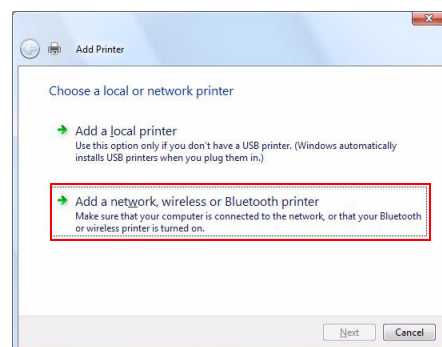 Add Printer
Choose a local or network printer
Add a local printer
Use this option only if you don't have a USB printer. (Windows automatically
installs USB printers when you plug them in.)
Add a network, wireless or Bluetooth printer
Make sure that your computer is connected to the network, or that your Bluetooth
or wireless printer is turned on.
Next Cancel